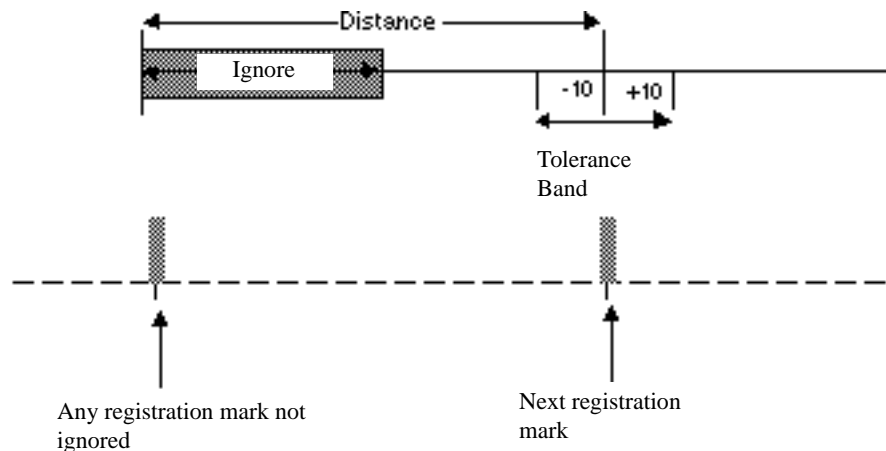 Distance
Ignore
-10
+10
Tolerance
Band
Any registration mark not
ignored
Next registration
mark